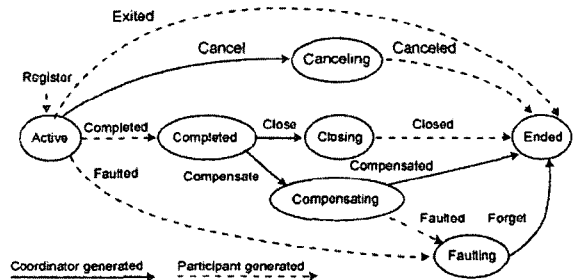 Exited
Cancel
Canceling
Canceled
Register
Active
Completed
Completed
Close
Closing
Closed
Ended
Compensate
Compensated
Compensating
Faulted
Faulted
Forget
Faulting
Coordinator generated
Participant generated